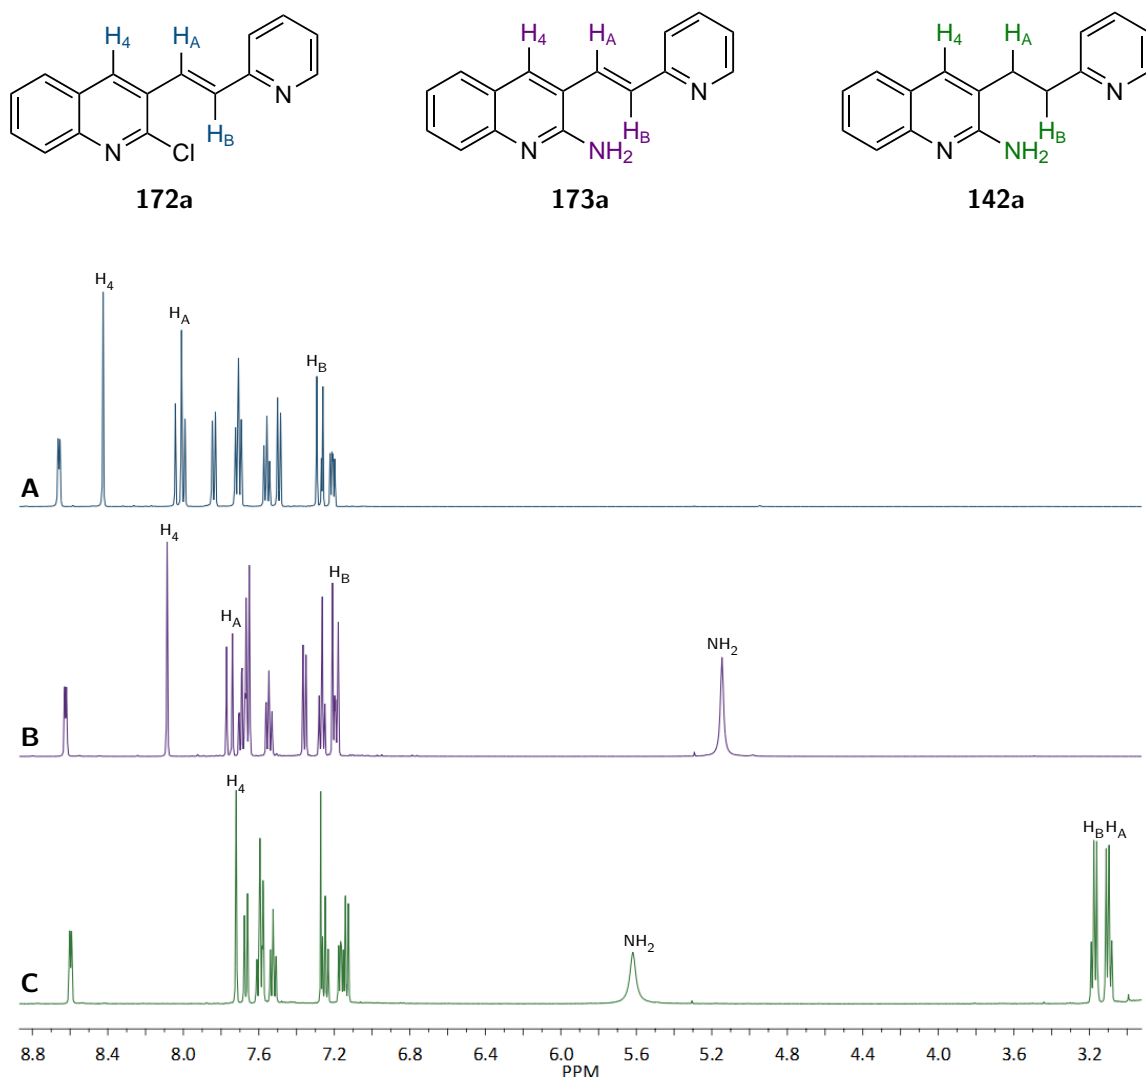 H4 HA N HB N Cl
H4 HA N HB N NH2
H4 HA N HB N NH2
172a 173a 142a
H4 HA HB
A
H4 HA HB NH2
B
H4 NH2 HB HA
C
8.8 8.4 8.0 7.6 7.2 6.8 6.4 6.0 5.6 5.2 4.8 4.4 4.0 3.6 3.2
PPM